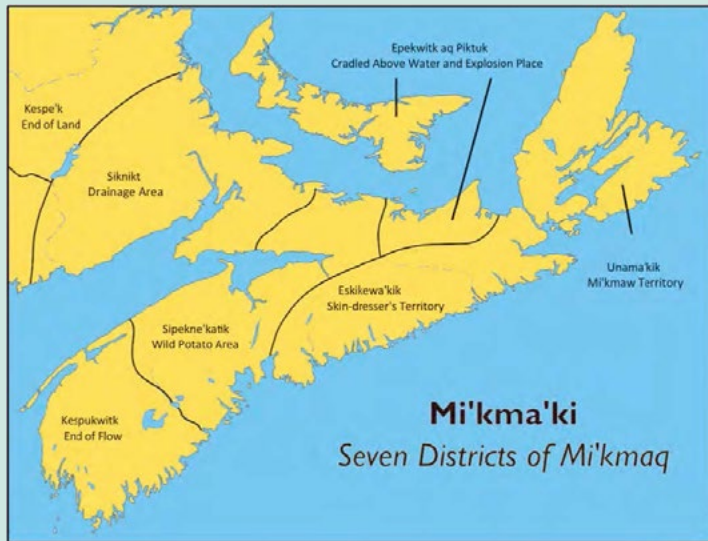 Epekwitk aq Piktuk
Cradled Above Water and Explosion Place
Kespe'k
End of Land
Siknikt
Drainage Area
Unama'kik
Mi'kmaw Territory
Eskikewa'kik
Skin-dresser's Territory
Sipekne'katik
Wild Potato Area
Kespukwitk
End of Flow
Mi'kma'ki
Seven Districts of Mi'kmaq